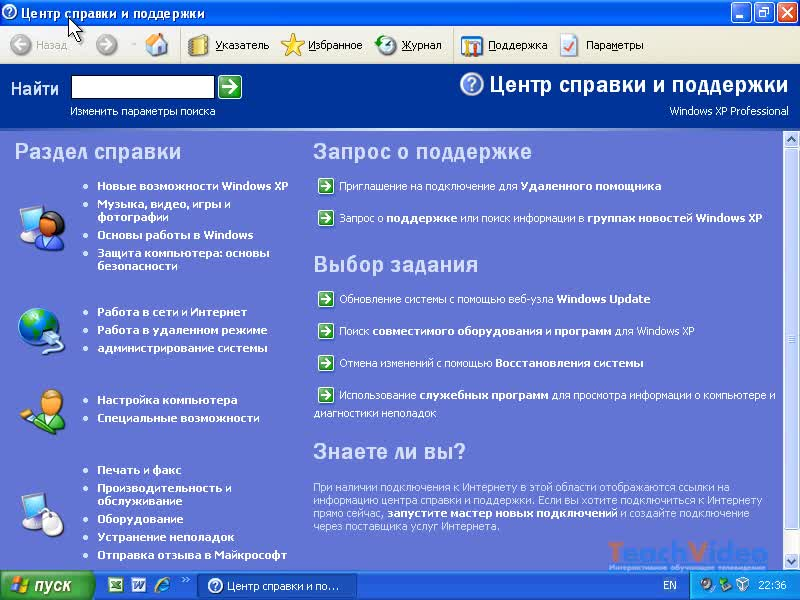 Центр справки и поддержки
Назад
Указатель
Избранное
Журнал
Поддержка
Параметры
Найти
Изменить параметры поиска
Центр справки и поддержки
Windows XP Professional
Раздел справки
Новые возможности Windows XP
Музыка, видео, игры и
фотографии
Основы работы в Windows
Защита компьютера: основы
безопасности
Работа в сети и Интернет
Работа в удаленном режиме
администрирование системы
Настройка компьютера
Специальные возможности
Печать и факс
Производительность и
обслуживание
Оборудование
Устранение неполадок
Отправка отзыва в Майкрософт
Запрос о поддержке
Приглашение на подключение для Удаленного помощника
Запрос о поддержке или поиск информации в группах новостей Windows XP
Выбор задания
Обновление системы с помощью веб-узла Windows Update
Поиск совместимого оборудования и программ для Windows XP
Отмена изменений с помощью Восстановления системы
Использование служебных программ для просмотра информации о компьютере и
диагностики неполадок
Знаете ли вы?
При наличии подключения к Интернету в этой области отображаются ссылки на
информацию центра справки и поддержки. Если вы хотите подключиться к Интернету
прямо сейчас, запустите мастер новых подключений и создайте подключение
через поставщика услуг Интернета.
TeachVideo
Интерактивное обучающее телевидение
пуск
Центр справки и по...
EN
22:36